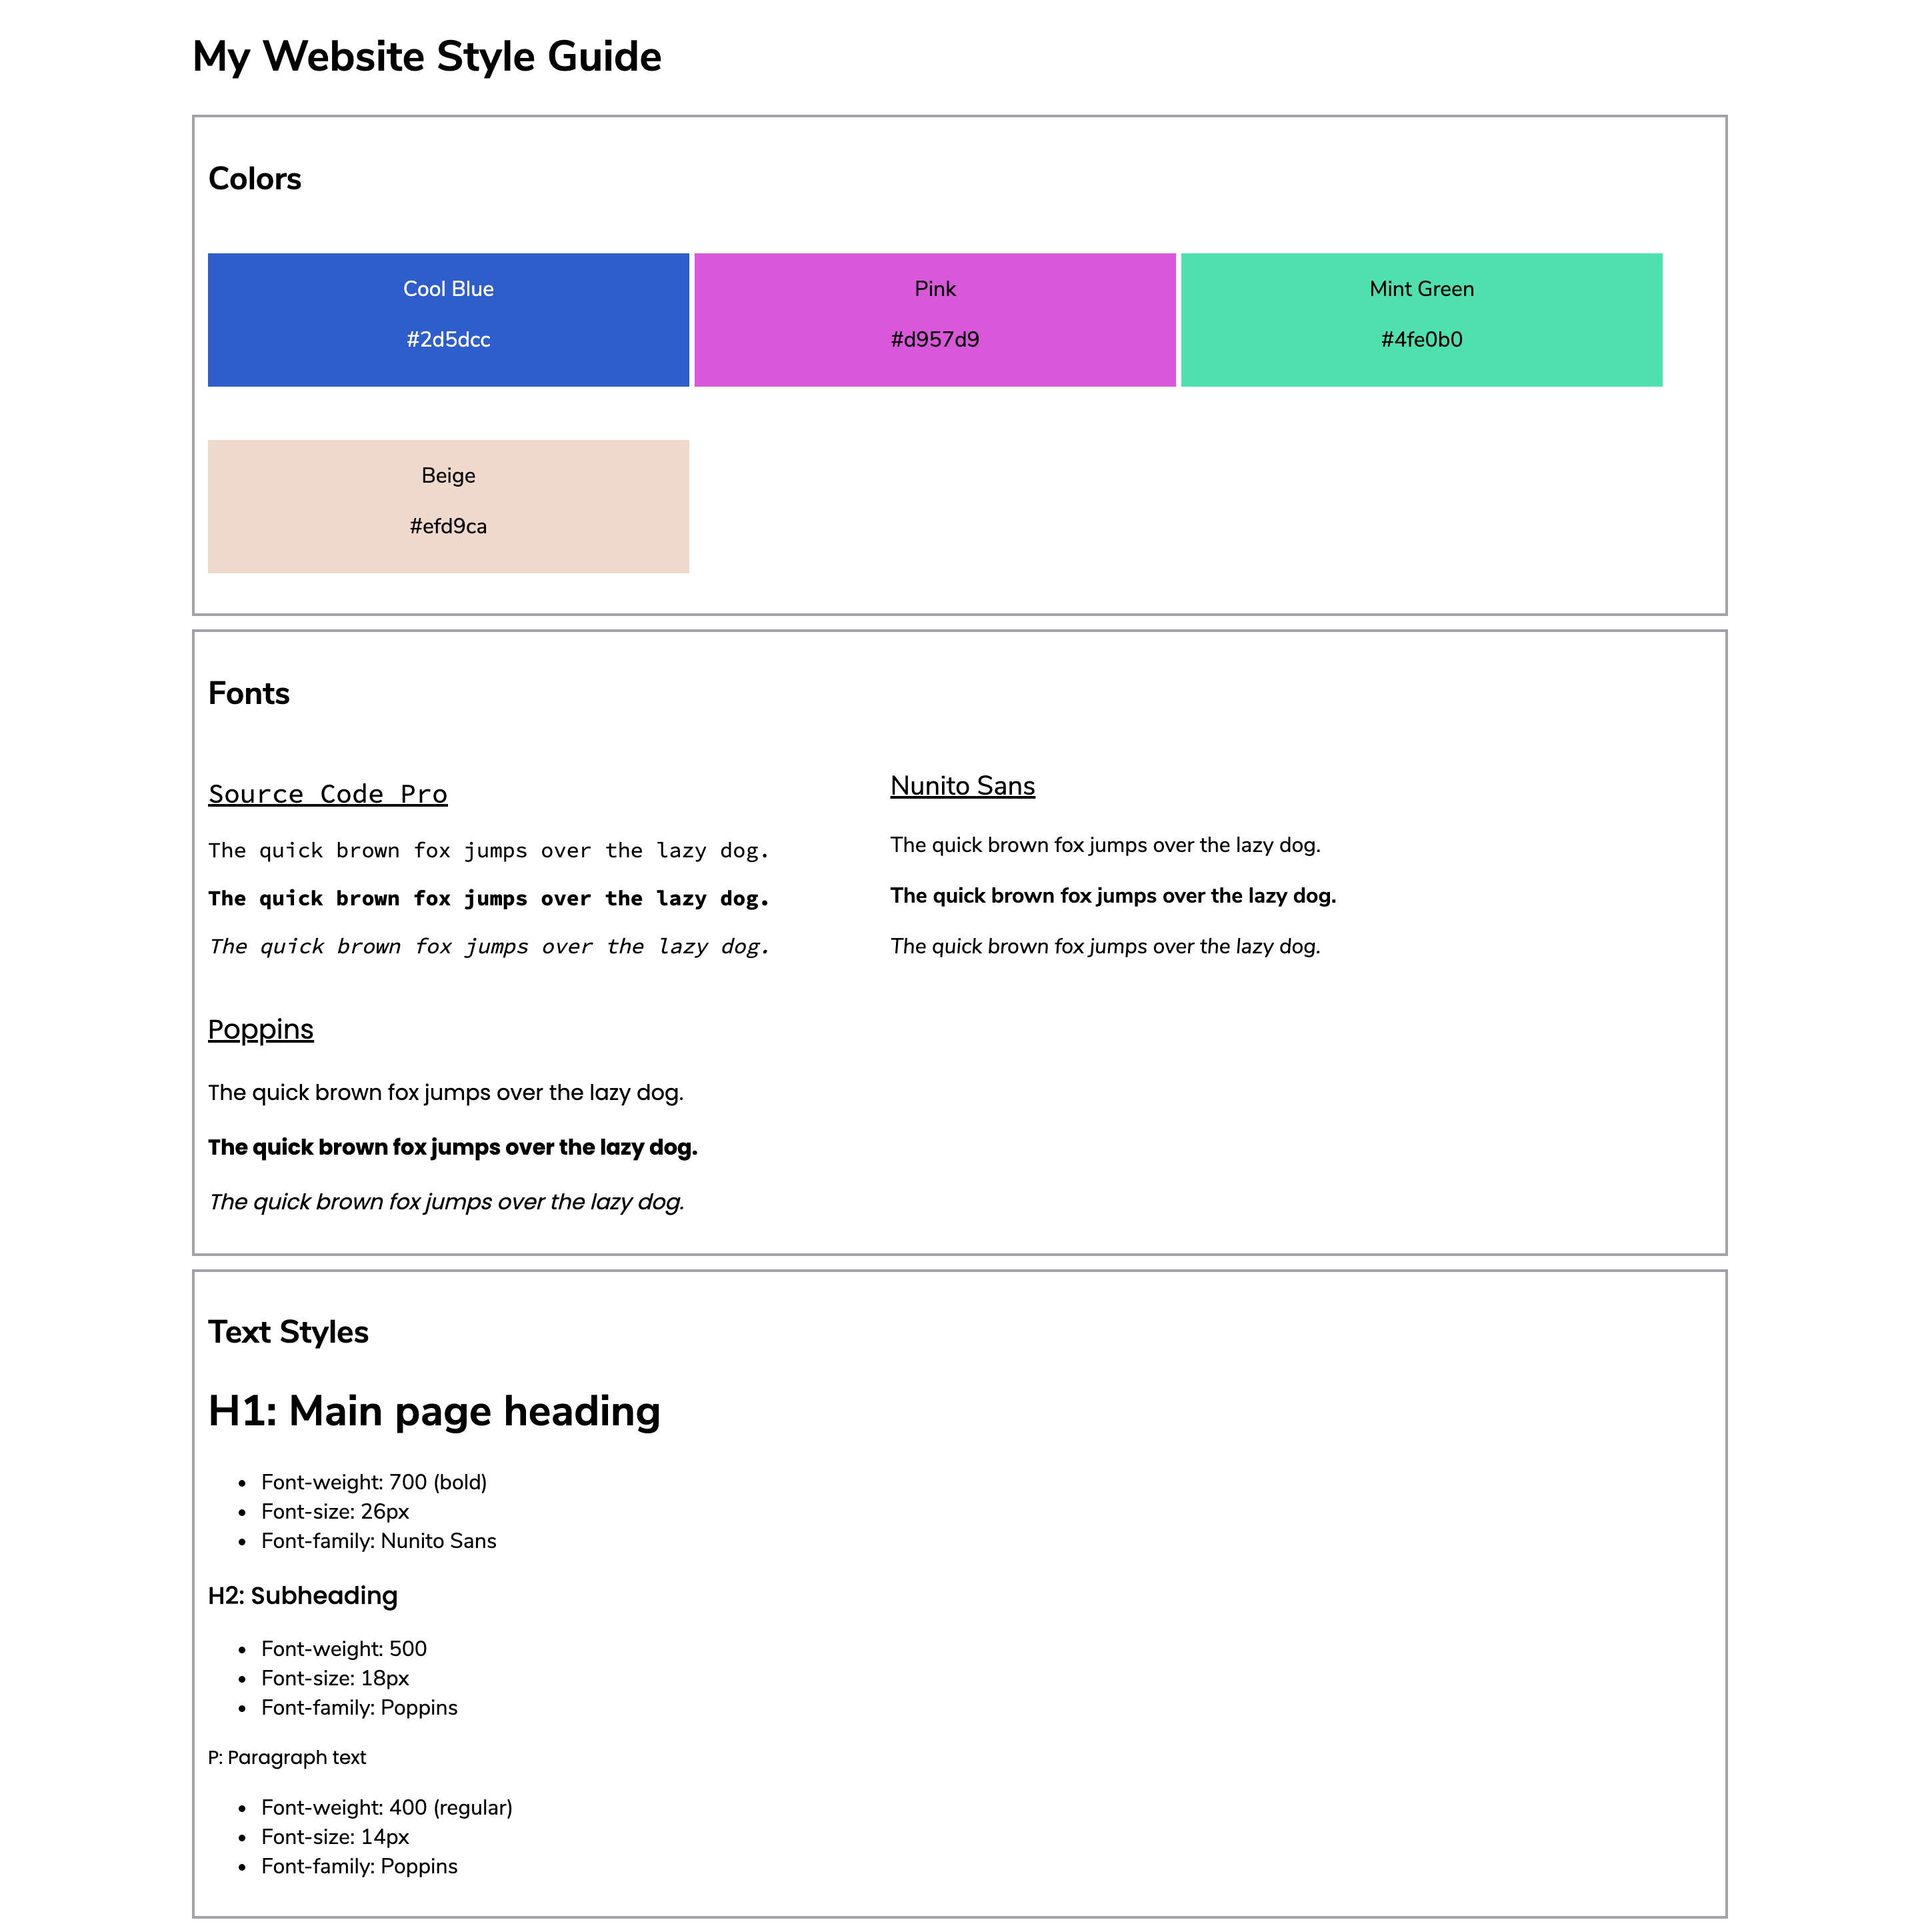 My Website Style Guide
Colors
Cool Blue
#2d5dcc
Pink
#d957d9
Mint Green
#4fe0b0
Beige
#efd9ca
Fonts
Source Code Pro
The quick brown fox jumps over the lazy dog.
The quick brown fox jumps over the lazy dog.
The quick brown fox jumps over the lazy dog.
Nunito Sans
The quick brown fox jumps over the lazy dog.
The quick brown fox jumps over the lazy dog.
The quick brown fox jumps over the lazy dog.
Poppins
The quick brown fox jumps over the lazy dog.
The quick brown fox jumps over the lazy dog.
The quick brown fox jumps over the lazy dog.
Text Styles
H1: Main page heading
• Font-weight: 700 (bold)
• Font-size: 26px
• Font-family: Nunito Sans
H2: Subheading
• Font-weight: 500
• Font-size: 18px
• Font-family: Poppins
P: Paragraph text
• Font-weight: 400 (regular)
• Font-size: 14px
• Font-family: Poppins